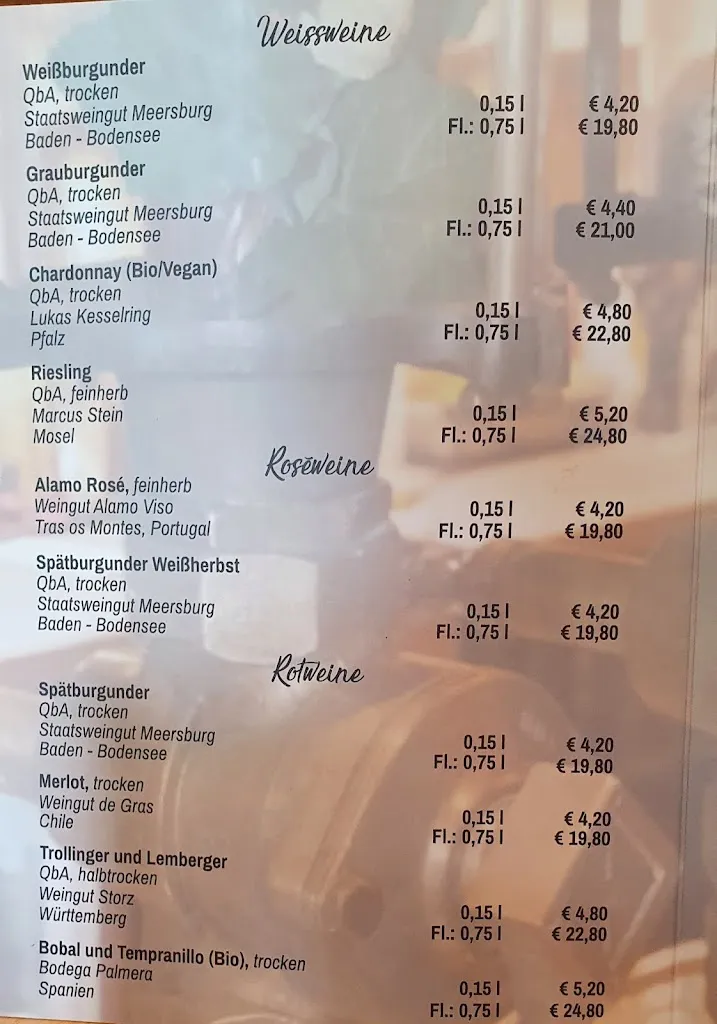 Weissweine
Weißburgunder
QbA, trocken
Staatsweingut Meersburg 0,15 l € 4,20
Baden - Bodensee Fl.: 0,75 l € 19,80
Grauburgunder
QbA, trocken
Staatsweingut Meersburg 0,15 l € 4,40
Baden - Bodensee Fl.: 0,75 l € 21,00
Chardonnay (Bio/Vegan)
QbA, trocken
Lukas Kesselring 0,15 l € 4,80
Pfalz Fl.: 0,75 l € 22,80
Riesling
QbA, feinherb
Marcus Stein 0,15 l € 5,20
Mosel Fl.: 0,75 l € 24,80
Roséweine
Alamo Rosé, feinherb
Weingut Alamo Viso 0,15 l € 4,20
Tras os Montes, Portugal Fl.: 0,75 l € 19,80
Spätburgunder Weißherbst
QbA, trocken
Staatsweingut Meersburg 0,15 l € 4,20
Baden - Bodensee Fl.: 0,75 l € 19,80
Rotweine
Spätburgunder
QbA, trocken
Staatsweingut Meersburg 0,15 l € 4,20
Baden - Bodensee Fl.: 0,75 l € 19,80
Merlot, trocken
Weingut de Gras 0,15 l € 4,20
Chile Fl.: 0,75 l € 19,80
Trollinger und Lemberger
QbA, halbtrocken
Weingut Storz 0,15 l € 4,80
Württemberg Fl.: 0,75 l € 22,80
Bobal und Tempranillo (Bio), trocken
Bodega Palmera 0,15 l € 5,20
Spanien Fl.: 0,75 l € 24,80